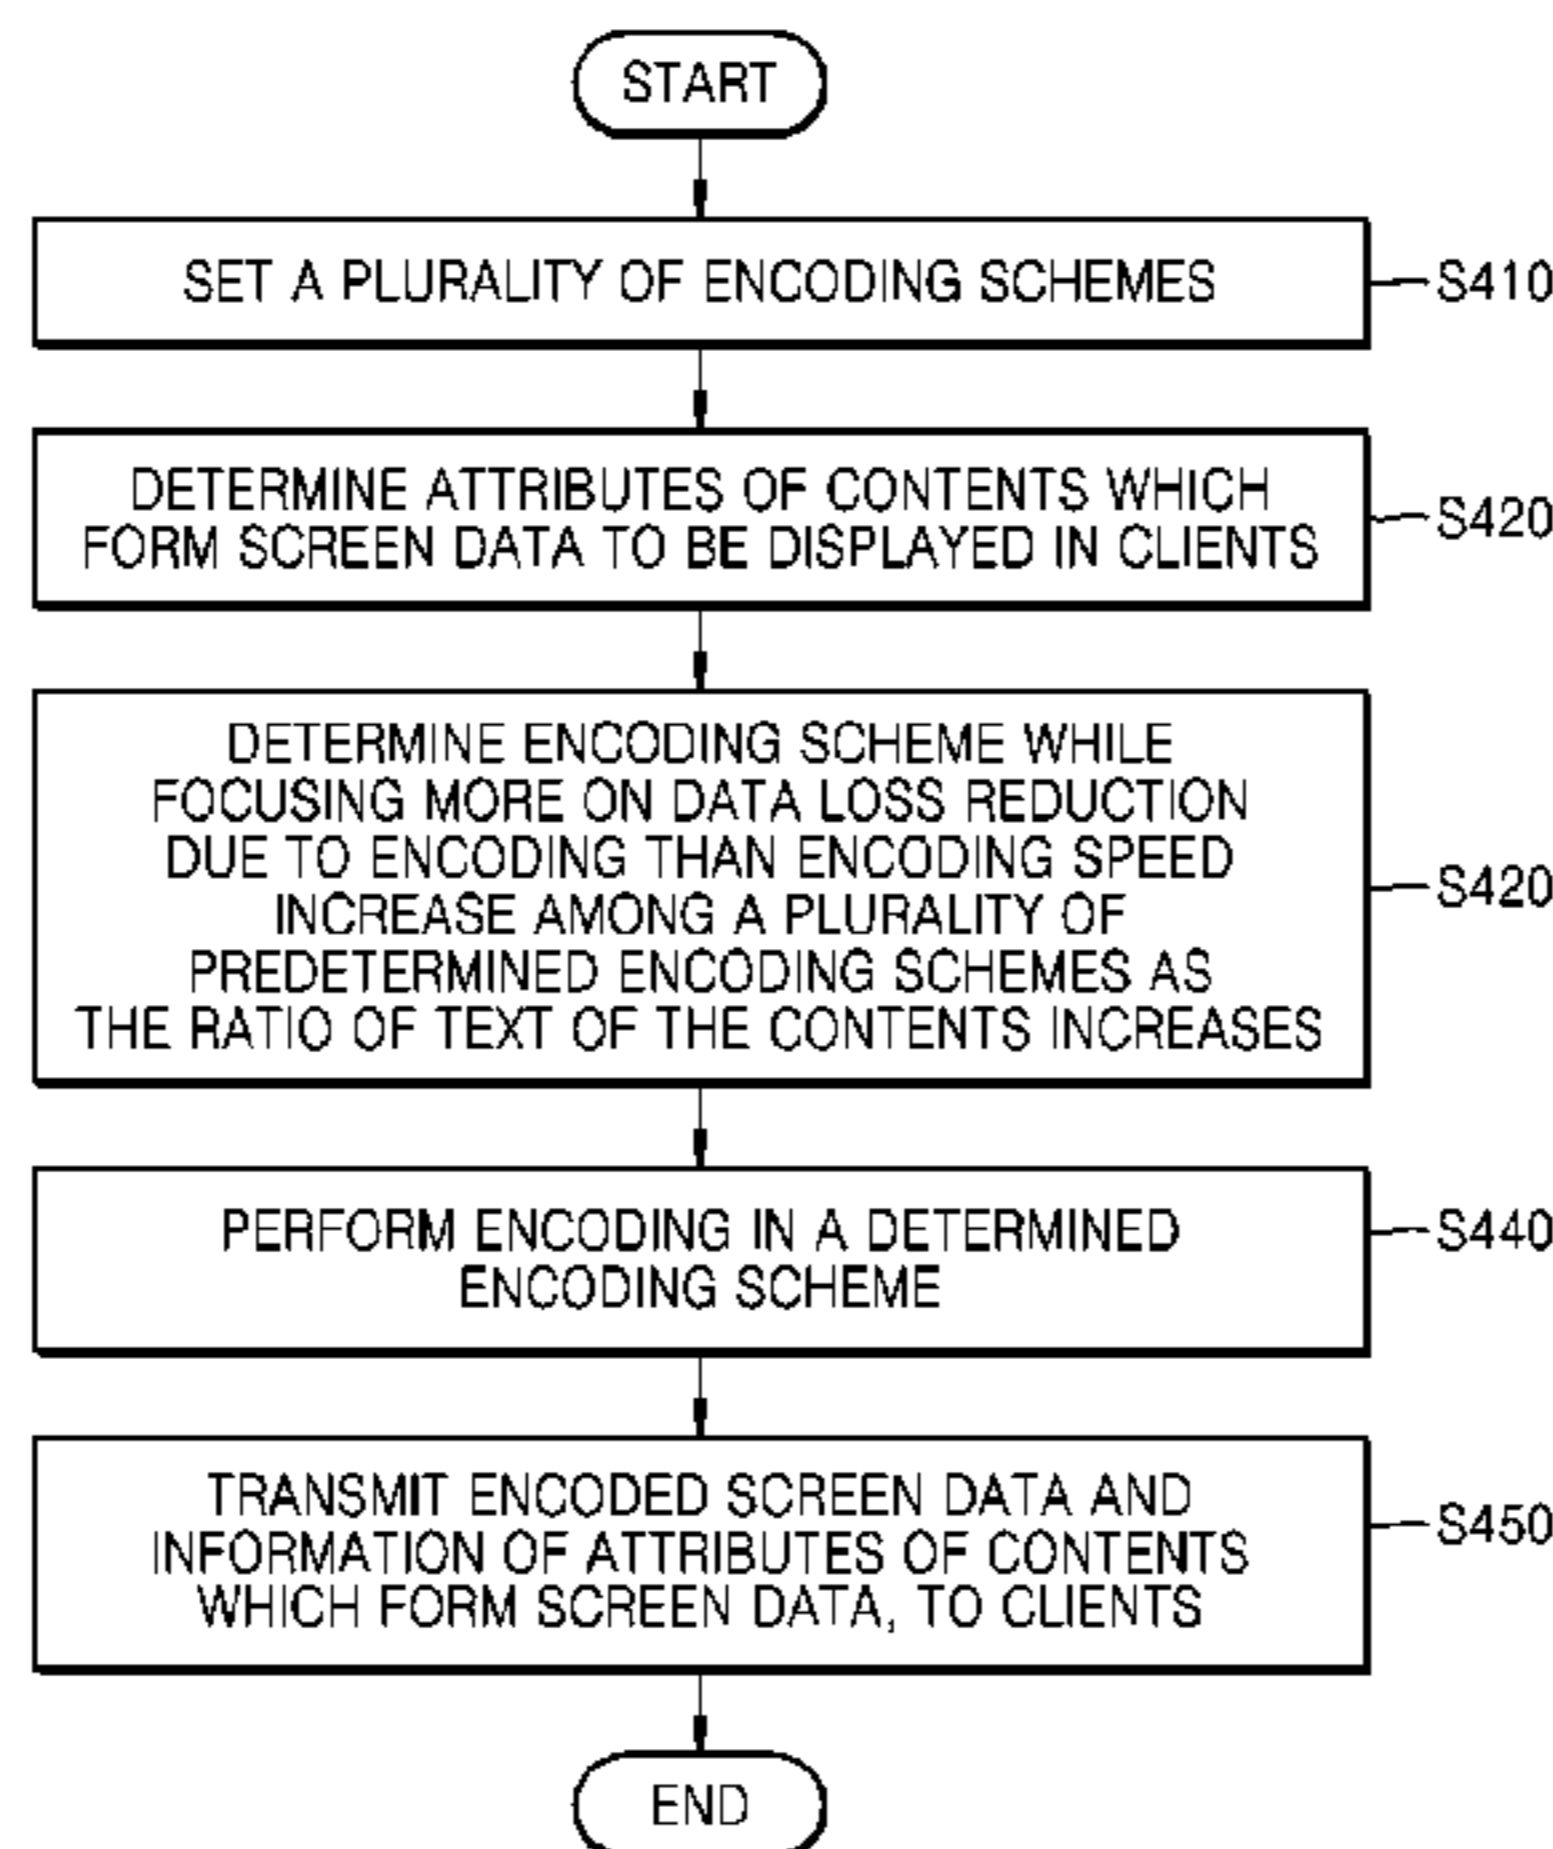 START
SET A PLURALITY OF ENCODING SCHEMES
S410
DETERMINE ATTRIBUTES OF CONTENTS WHICH
FORM SCREEN DATA TO BE DISPLAYED IN CLIENTS
S420
DETERMINE ENCODING SCHEME WHILE
FOCUSING MORE ON DATA LOSS REDUCTION
DUE TO ENCODING THAN ENCODING SPEED
INCREASE AMONG A PLURALITY OF
PREDETERMINED ENCODING SCHEMES AS
THE RATIO OF TEXT OF THE CONTENTS INCREASES
S420
PERFORM ENCODING IN A DETERMINED
ENCODING SCHEME
S440
TRANSMIT ENCODED SCREEN DATA AND
INFORMATION OF ATTRIBUTES OF CONTENTS
WHICH FORM SCREEN DATA, TO CLIENTS
S450
END